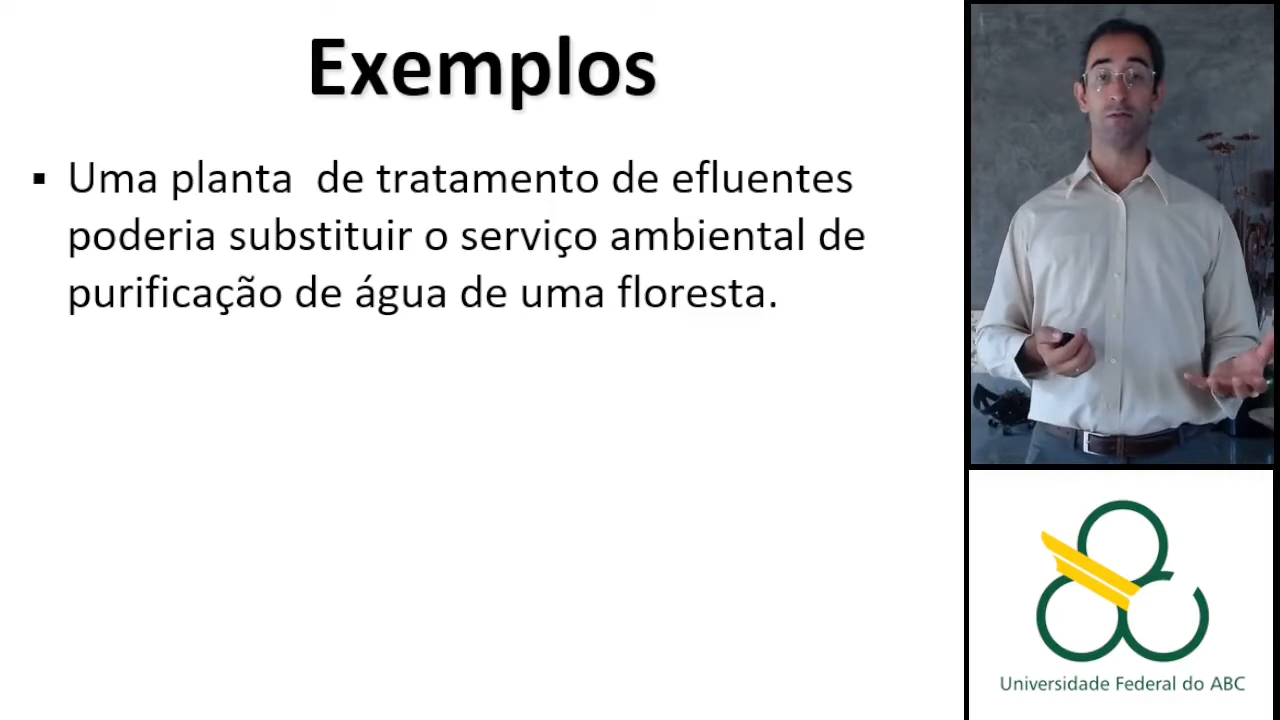 Exemplos
▪ Uma planta  de tratamento de efluentes
poderia substituir o serviço ambiental de
purificação de água de uma floresta.
Universidade Federal do ABC